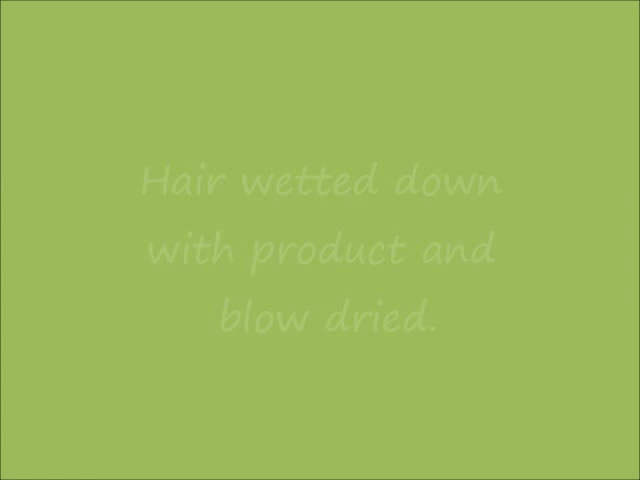 Hair wetted down
with product and
blow dried.